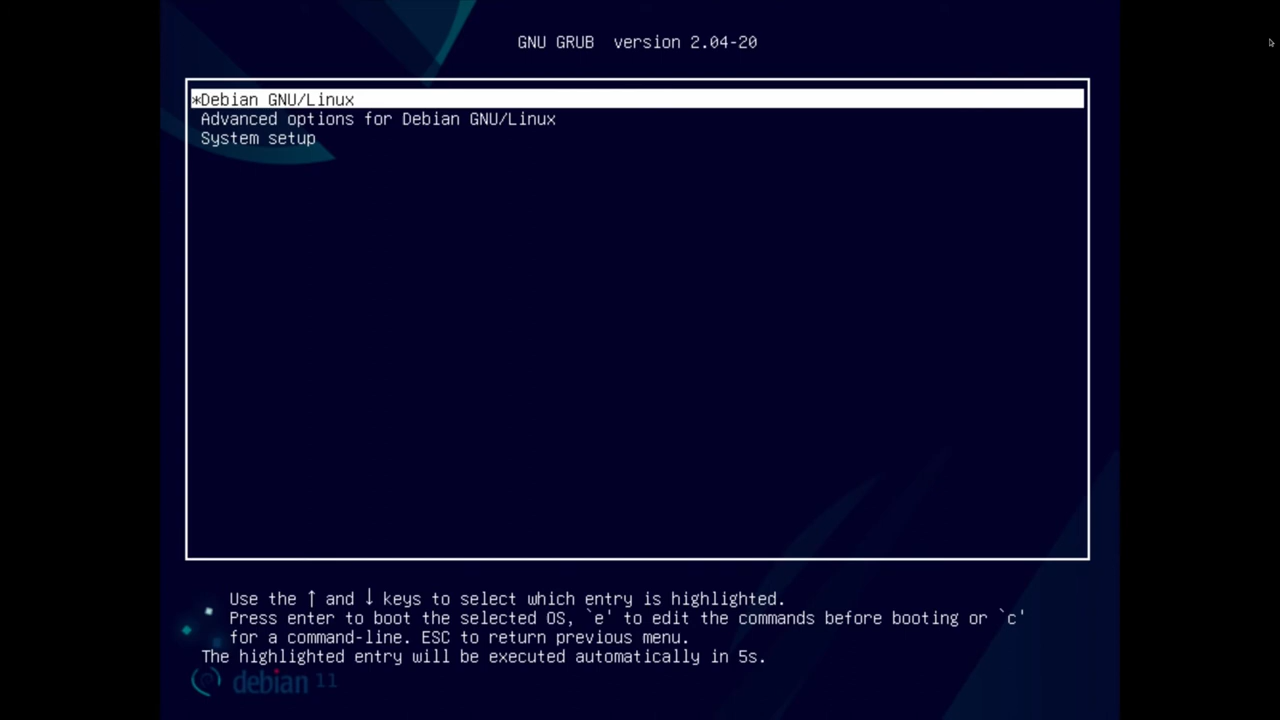 GNU GRUB  version 2.04-20
*Debian GNU/Linux
Advanced options for Debian GNU/Linux
System setup
Use the ↑ and ↓ keys to select which entry is highlighted.
Press enter to boot the selected OS, `e' to edit the commands before booting or `c'
for a command-line. ESC to return previous menu.
The highlighted entry will be executed automatically in 5s.
debian 11